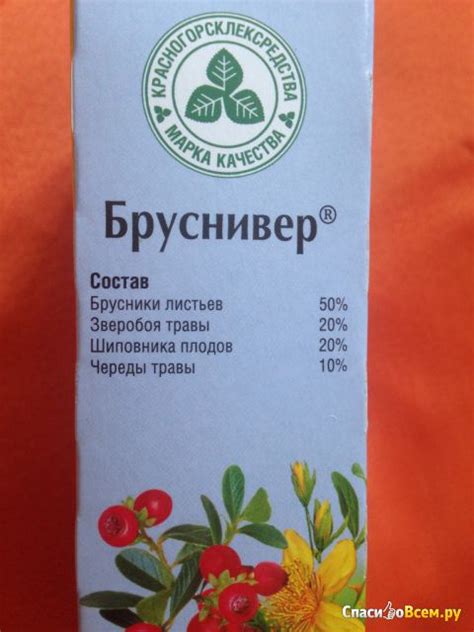 КРАСНОГОРСКЛЕКСРЕДСТВА
МАРКА КАЧЕСТВА
Бруснивер®
Состав
Брусники листьев 50%
Зверобоя травы 20%
Шиповника плодов 20%
Череды травы 10%
СпасибоВсем.ру